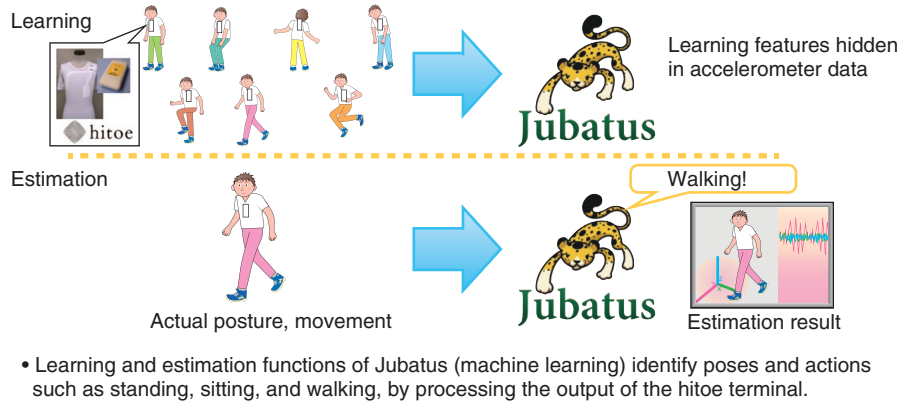 Learning
hitoe
Jubatus
Learning features hidden
in accelerometer data
Estimation
Walking!
Jubatus
Actual posture, movement
Estimation result
• Learning and estimation functions of Jubatus (machine learning) identify poses and actions
such as standing, sitting, and walking, by processing the output of the hitoe terminal.